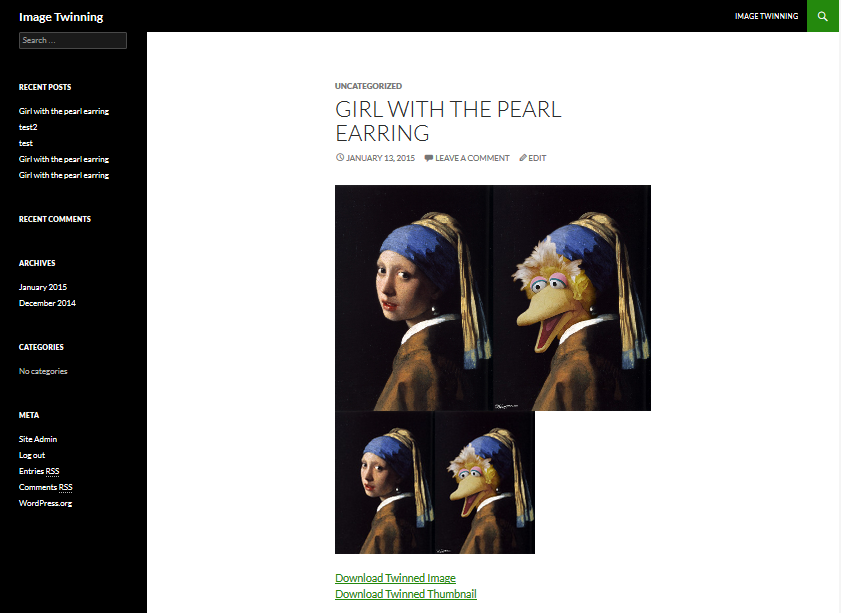 Image Twinning
IMAGE TWINNING
Search …
RECENT POSTS
Girl with the pearl earring
test2
test
Girl with the pearl earring
Girl with the pearl earring
RECENT COMMENTS
ARCHIVES
January 2015
December 2014
CATEGORIES
No categories
META
Site Admin
Log out
Entries RSS
Comments RSS
WordPress.org
UNCATEGORIZED
GIRL WITH THE PEARL
EARRING
JANUARY 13, 2015 LEAVE A COMMENT EDIT
Download Twinned Image
Download Twinned Thumbnail